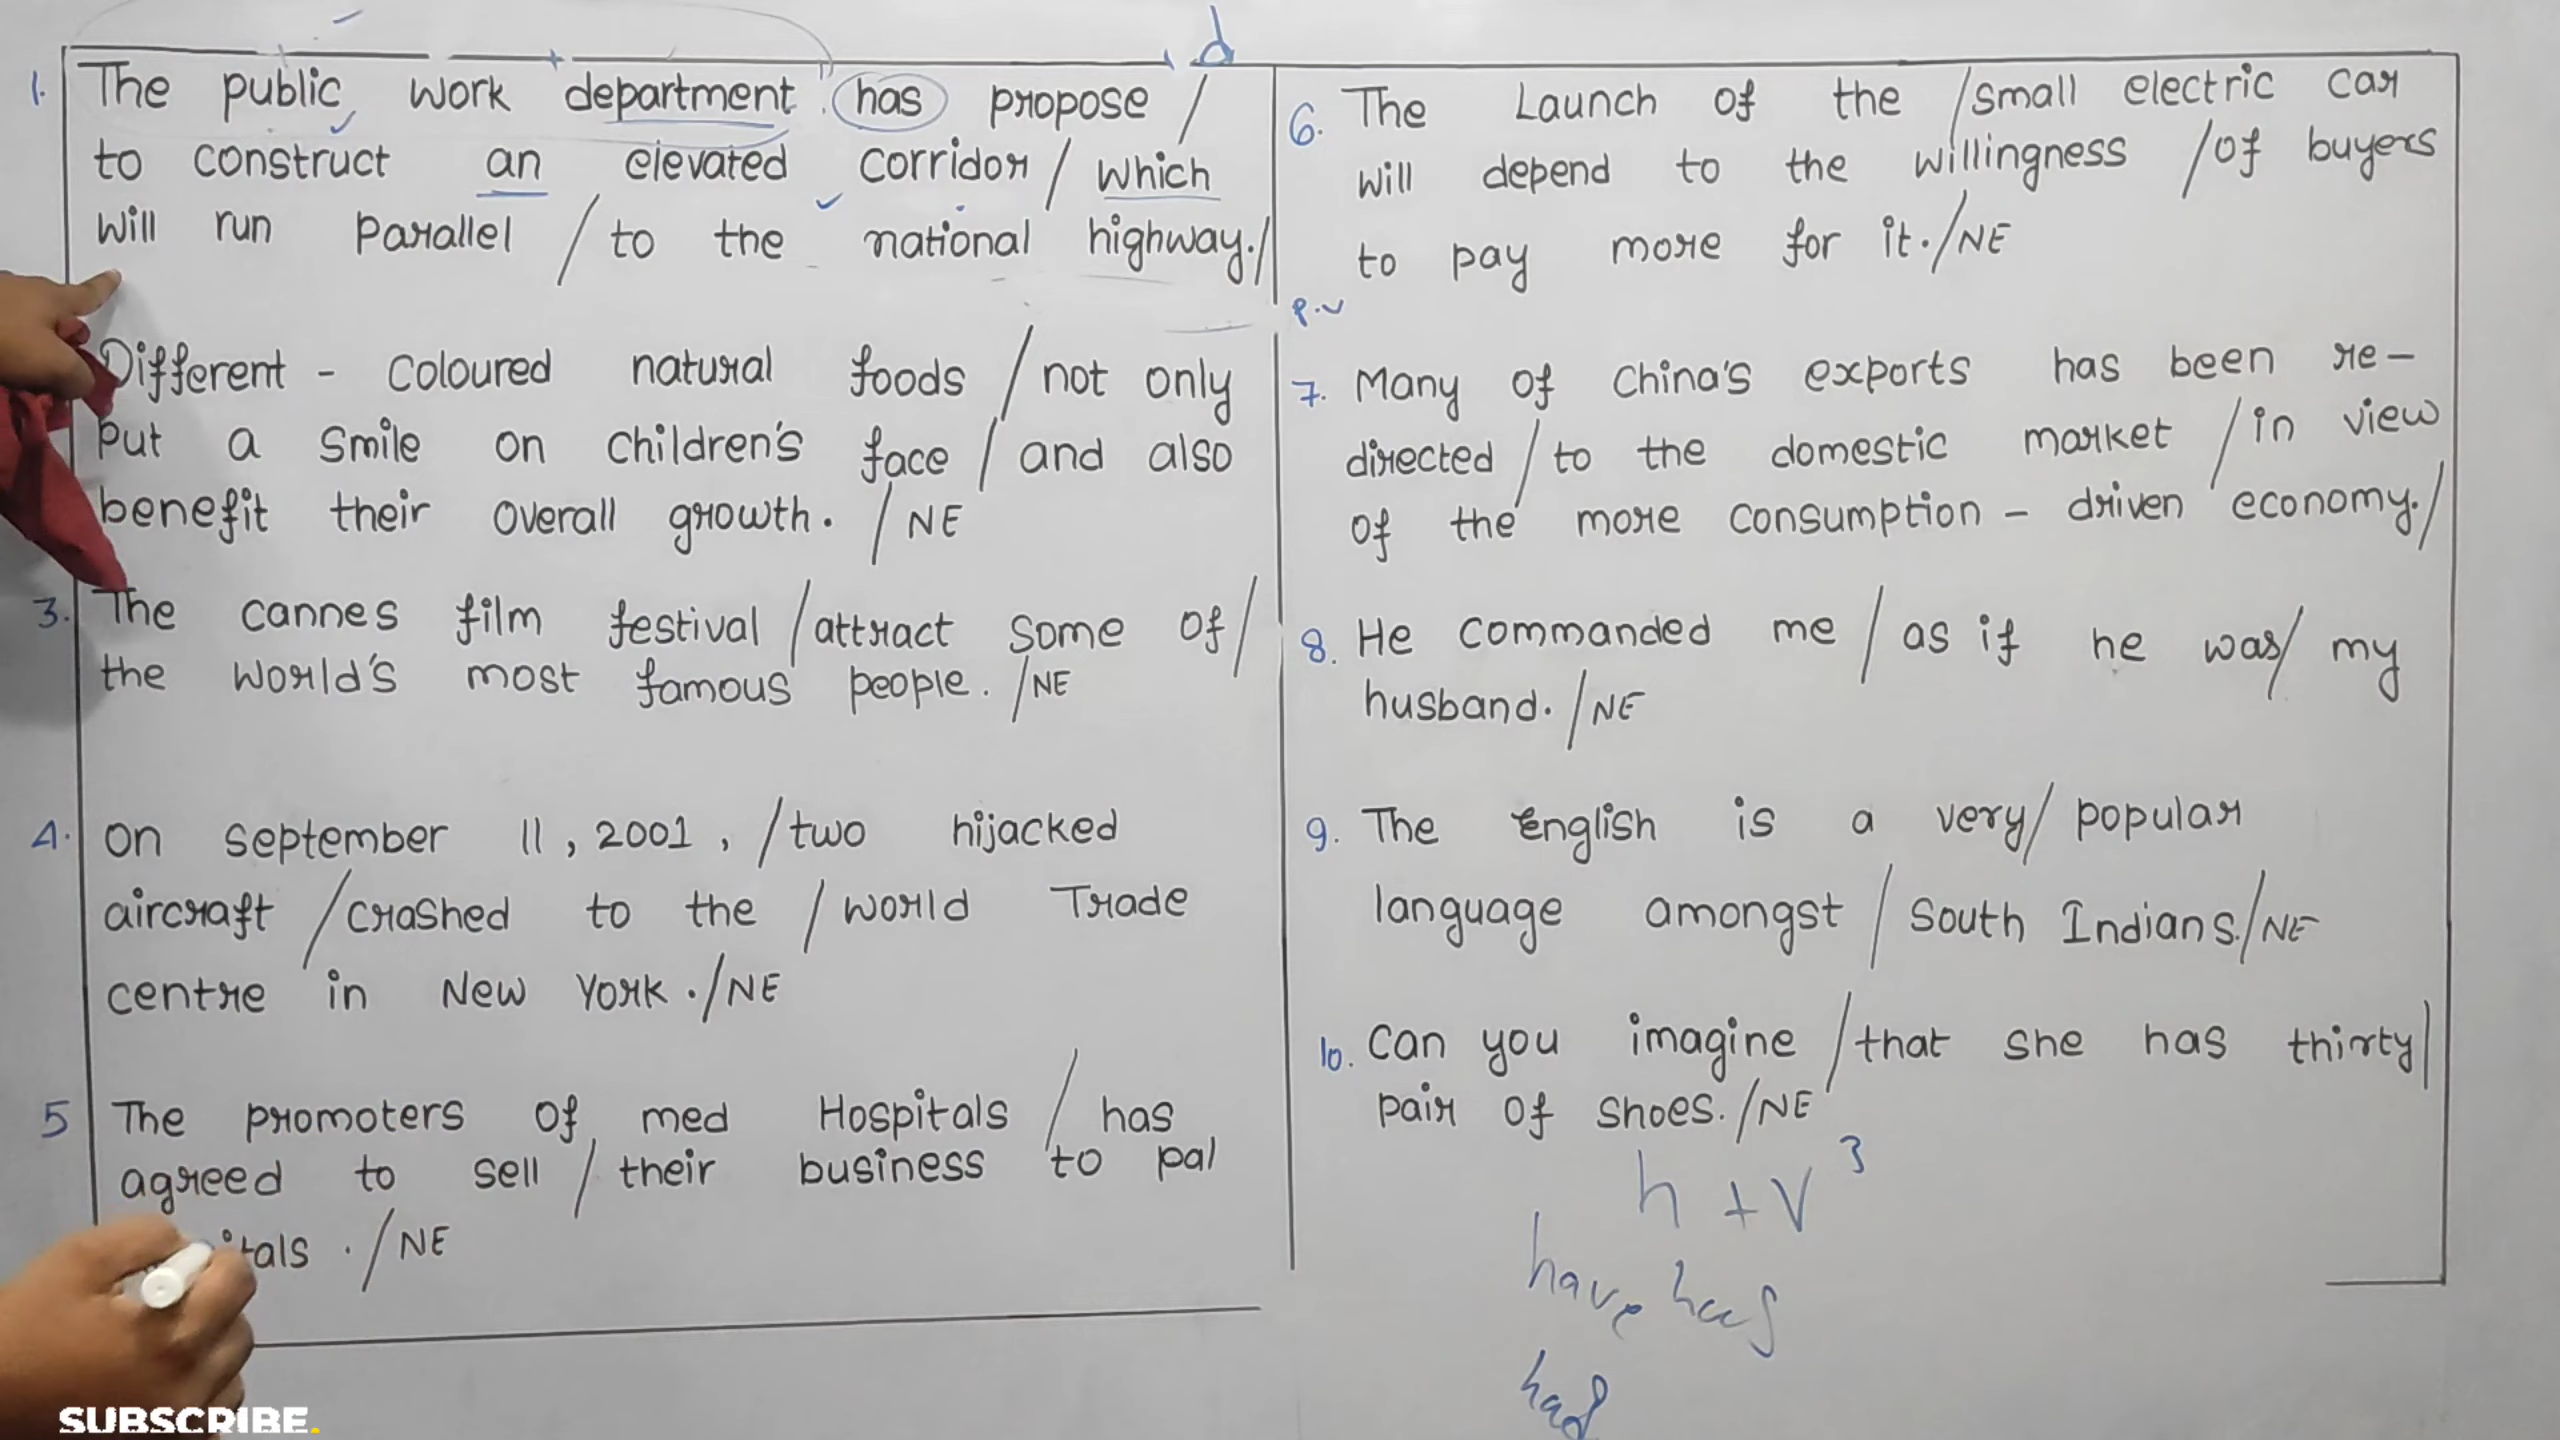 d
1. The public work department has propose /
to construct an elevated corridor / which
will run parallel / to the national highway./
Different - coloured natural foods / not only
put a smile on children's face / and also
benefit their overall growth. / NE
3. The cannes film festival / attract some of /
the world's most famous people. / NE
4. On september 11, 2001, / two hijacked
aircraft / crashed to the / world Trade
centre in New York. / NE
5 The promoters of med Hospitals / has
agreed to sell / their business to pal
itals . / NE
6. The Launch of the / small electric car
will depend to the willingness / of buyers
to pay more for it. / NE
P.V
7. Many of china's exports has been re-
directed / to the domestic market / in view
of the more consumption - driven economy./
8. He commanded me / as if he was / my
husband. / NE
9. The English is a very / popular
language amongst / south Indians. / NE
10. Can you imagine / that she has thirty /
pair of shoes. / NE
h + V3
have has
had
SUBSCRIBE.